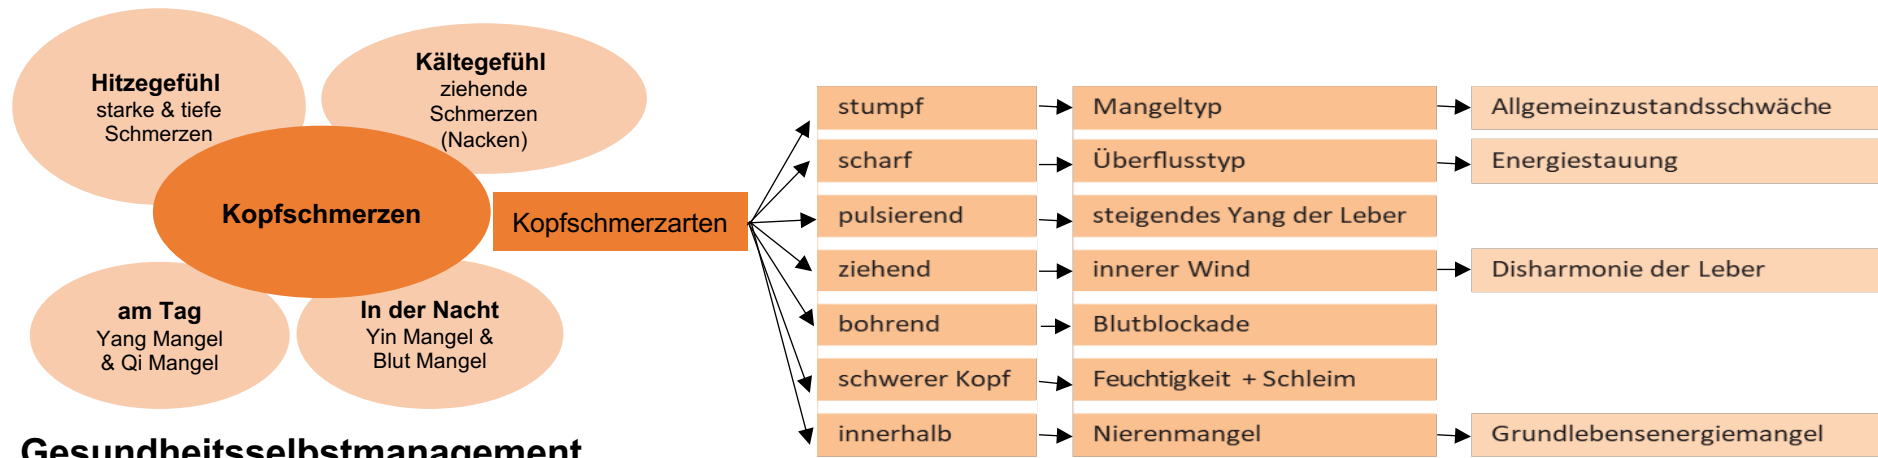 Hitzegefühl
starke & tiefe
Schmerzen
Kältegefühl
ziehende
Schmerzen
(Nacken)
Kopfschmerzen
am Tag
Yang Mangel
& Qi Mangel
In der Nacht
Yin Mangel &
Blut Mangel
Kopfschmerzarten
stumpf Mangeltyp Allgemeinzustandsschwäche
scharf Überflusstyp Energiestauung
pulsierend steigendes Yang der Leber
ziehend innerer Wind Disharmonie der Leber
bohrend Blutblockade
schwerer Kopf Feuchtigkeit + Schleim
innerhalb Nierenmangel Grundlebensenergiemangel
Gesundheitsselbstmanagement